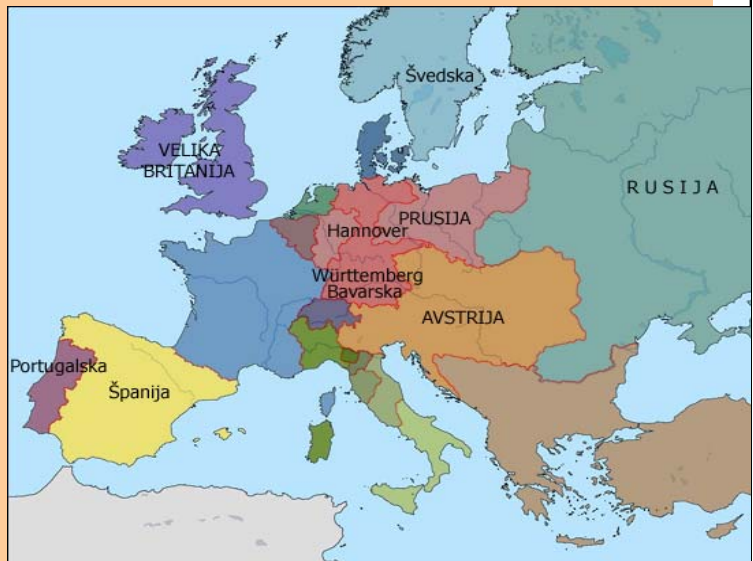 Švedska
VELIKA
BRITANIJA
RUSIJA
PRUSIJA
Hannover
Württemberg
Bavarska
AVSTRIJA
Portugalska
Španija